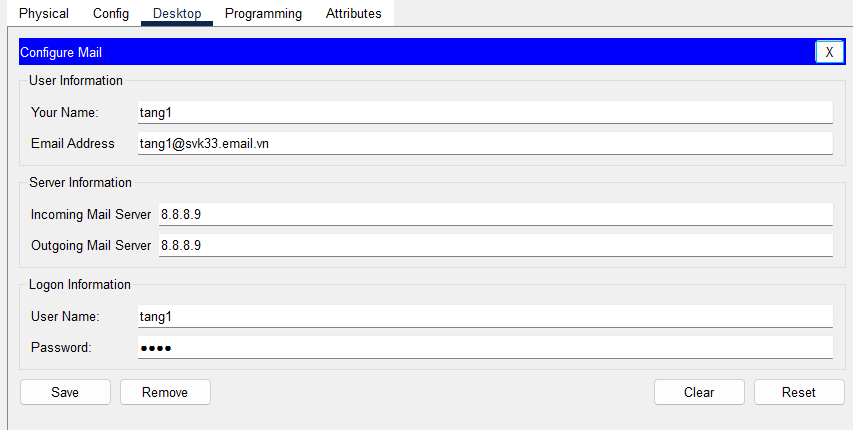 Physical Config Desktop Programming Attributes
Configure Mail X
User Information
Your Name: tang1
Email Address tang1@svk33.email.vn
Server Information
Incoming Mail Server 8.8.8.9
Outgoing Mail Server 8.8.8.9
Logon Information
User Name: tang1
Password: ●●●●
Save Remove Clear Reset